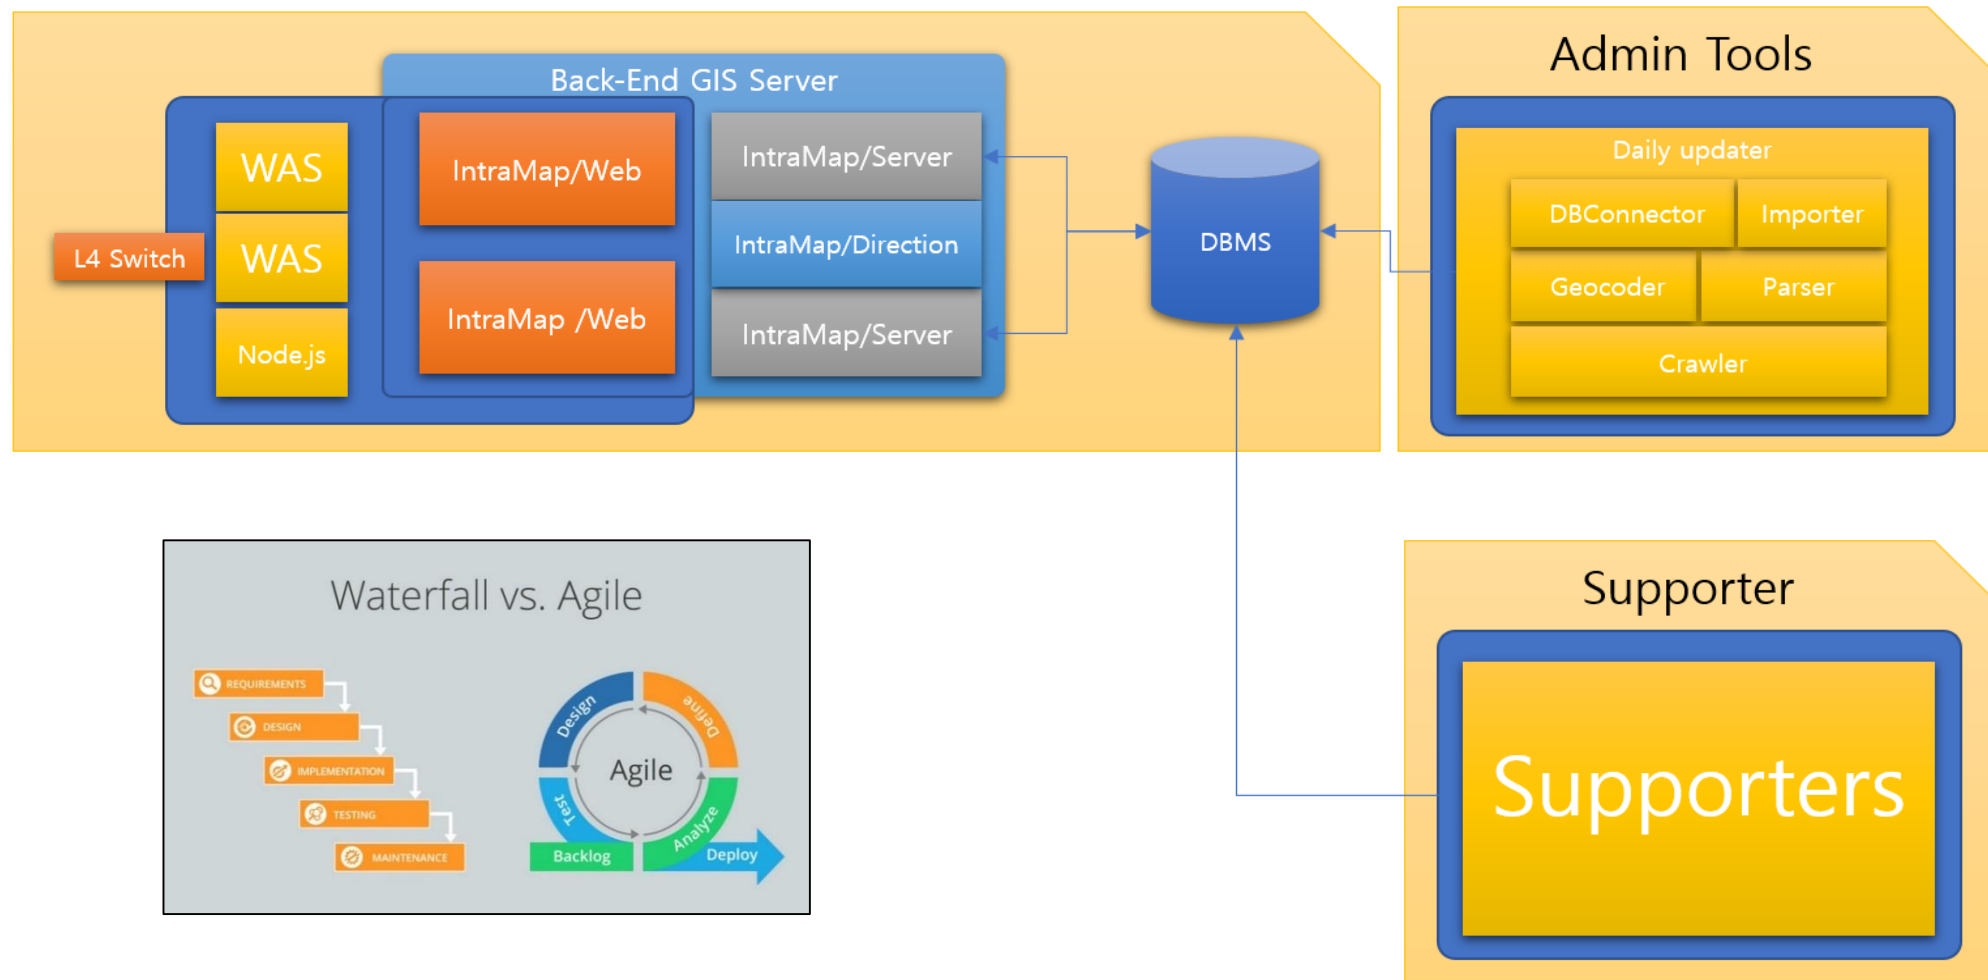 Back-End GIS Server
WAS
WAS
Node.js
L4 Switch
IntraMap/Web
IntraMap /Web
IntraMap/Server
IntraMap/Direction
IntraMap/Server
DBMS
Admin Tools
Daily updater
DBConnector
Importer
Geocoder
Parser
Crawler
Waterfall vs. Agile
REQUIREMENTS
DESIGN
IMPLEMENTATION
TESTING
MAINTENANCE
Design
Define
Agile
Test
Analyze
Backlog
Deploy
Supporter
Supporters